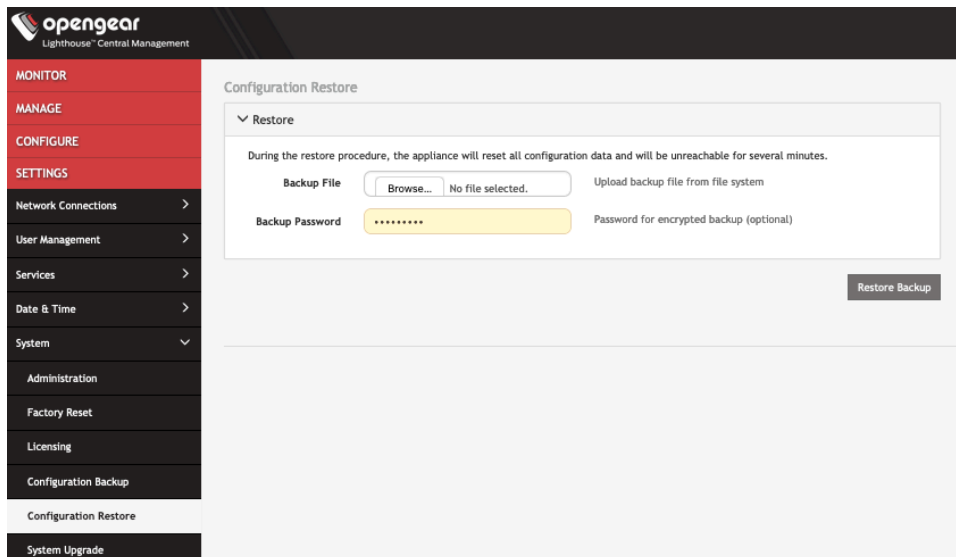 opengear
Lighthouse™ Central Management
MONITOR
MANAGE
CONFIGURE
SETTINGS
Network Connections
User Management
Services
Date & Time
System
Administration
Factory Reset
Licensing
Configuration Backup
Configuration Restore
System Upgrade
Configuration Restore
Restore
During the restore procedure, the appliance will reset all configuration data and will be unreachable for several minutes.
Backup File Browse... No file selected. Upload backup file from file system
Backup Password ••••••••• Password for encrypted backup (optional)
Restore Backup